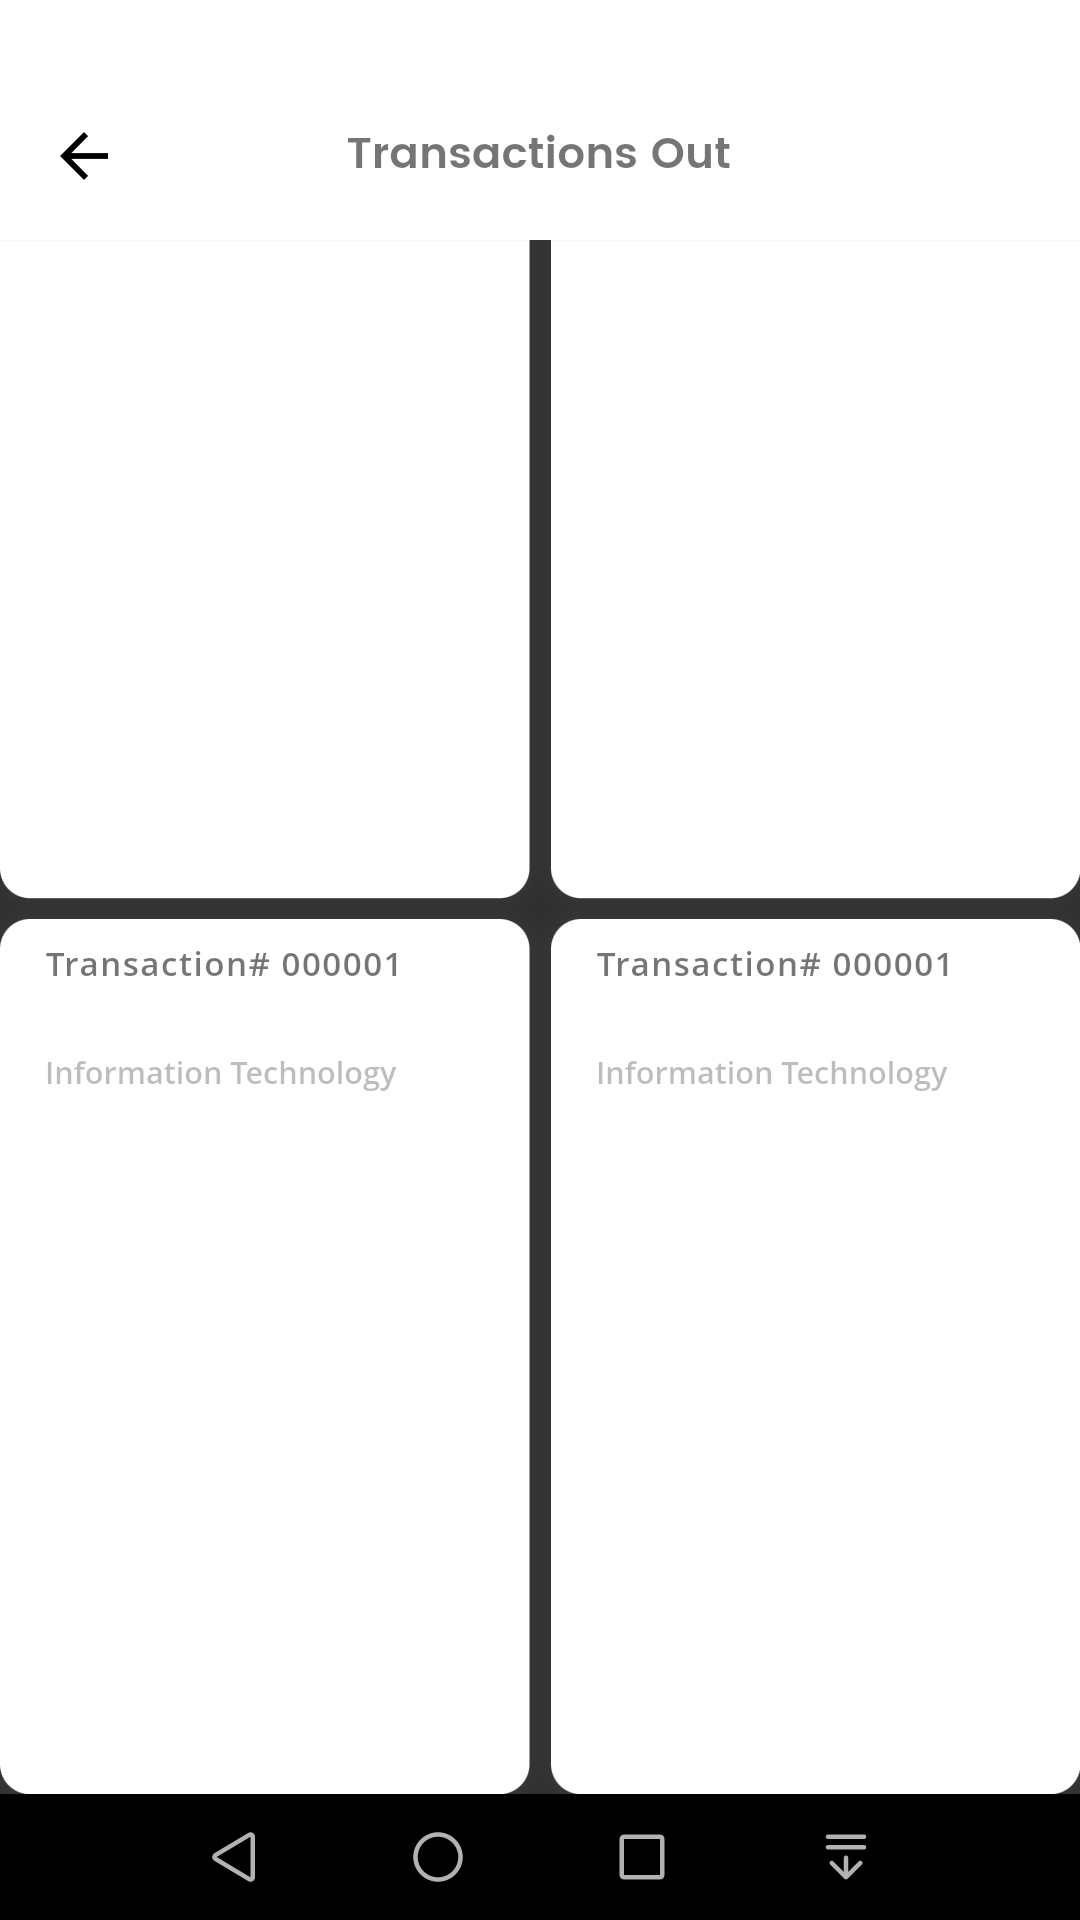 Transactions Out
Transaction# 000001
Information Technology
Transaction# 000001
Information Technology